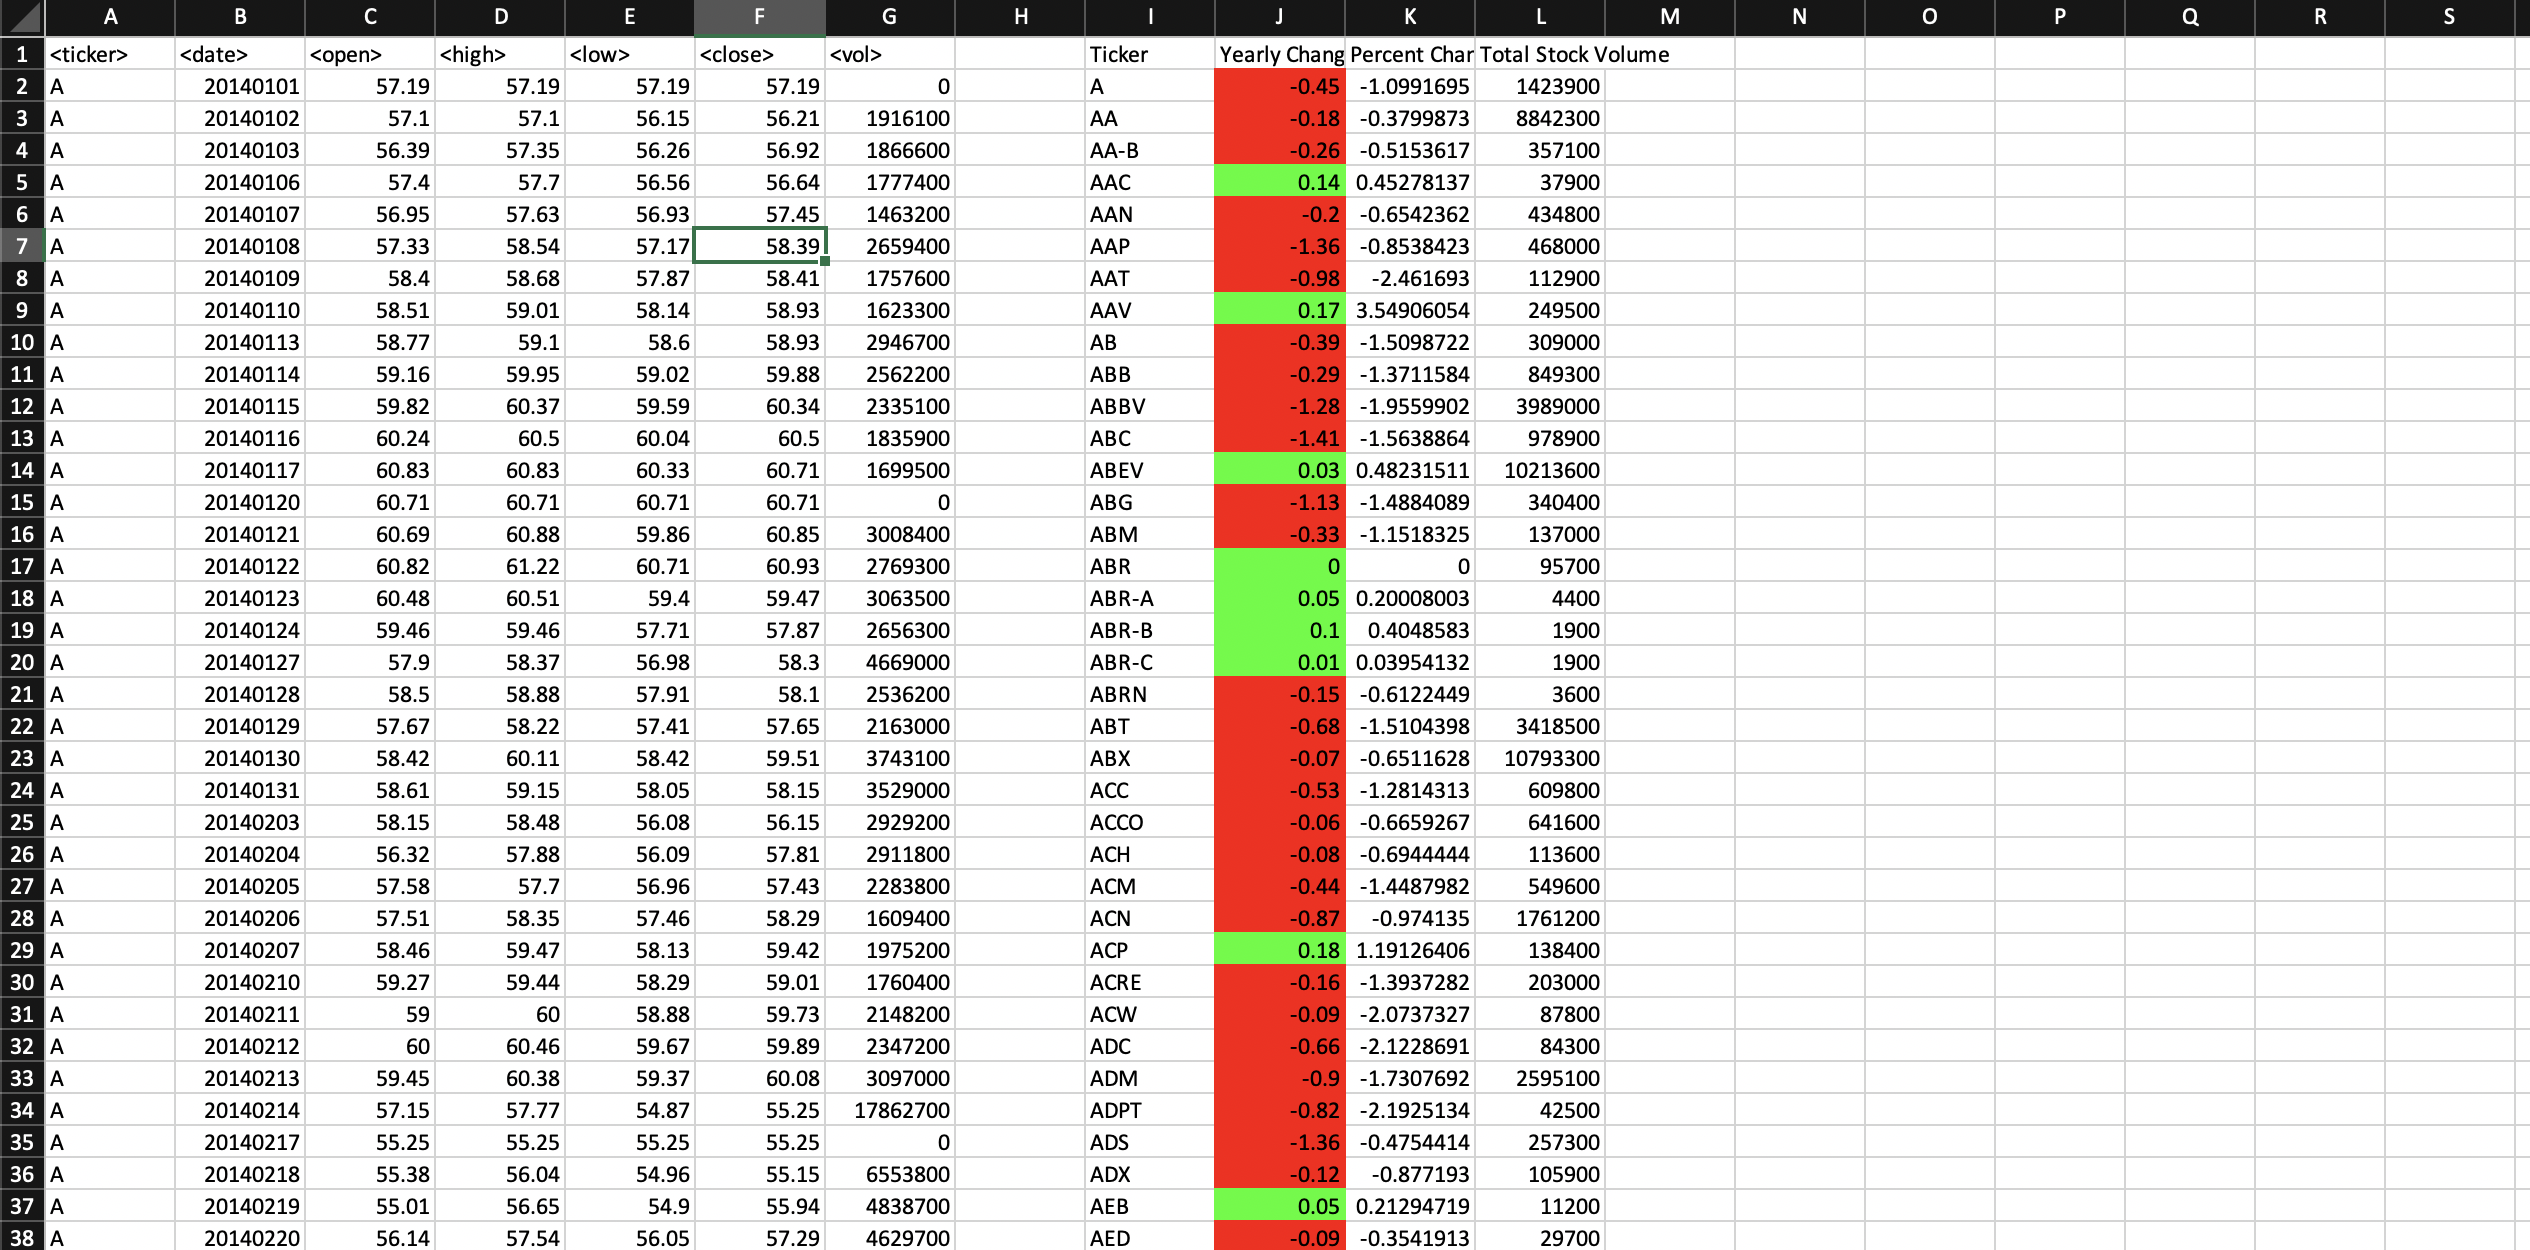 A B C D E F G H I J K L M N O P Q R S
1 <ticker> <date> <open> <high> <low> <close> <vol> Ticker Yearly Chang Percent Char Total Stock Volume
2 A 20140101 57.19 57.19 57.19 57.19 0 A -0.45 -1.0991695 1423900
3 A 20140102 57.1 57.1 56.15 56.21 1916100 AA -0.18 -0.3799873 8842300
4 A 20140103 56.39 57.35 56.26 56.92 1866600 AA-B -0.26 -0.5153617 357100
5 A 20140106 57.4 57.7 56.56 56.64 1777400 AAC 0.14 0.45278137 37900
6 A 20140107 56.95 57.63 56.93 57.45 1463200 AAN -0.2 -0.6542362 434800
7 A 20140108 57.33 58.54 57.17 58.39 2659400 AAP -1.36 -0.8538423 468000
8 A 20140109 58.4 58.68 57.87 58.41 1757600 AAT -0.98 -2.461693 112900
9 A 20140110 58.51 59.01 58.14 58.93 1623300 AAV 0.17 3.54906054 249500
10 A 20140113 58.77 59.1 58.6 58.93 2946700 AB -0.39 -1.5098722 309000
11 A 20140114 59.16 59.95 59.02 59.88 2562200 ABB -0.29 -1.3711584 849300
12 A 20140115 59.82 60.37 59.59 60.34 2335100 ABBV -1.28 -1.9559902 3989000
13 A 20140116 60.24 60.5 60.04 60.5 1835900 ABC -1.41 -1.5638864 978900
14 A 20140117 60.83 60.83 60.33 60.71 1699500 ABEV 0.03 0.48231511 10213600
15 A 20140120 60.71 60.71 60.71 60.71 0 ABG -1.13 -1.4884089 340400
16 A 20140121 60.69 60.88 59.86 60.85 3008400 ABM -0.33 -1.1518325 137000
17 A 20140122 60.82 61.22 60.71 60.93 2769300 ABR 0 0 95700
18 A 20140123 60.48 60.51 59.4 59.47 3063500 ABR-A 0.05 0.20008003 4400
19 A 20140124 59.46 59.46 57.71 57.87 2656300 ABR-B 0.1 0.4048583 1900
20 A 20140127 57.9 58.37 56.98 58.3 4669000 ABR-C 0.01 0.03954132 1900
21 A 20140128 58.5 58.88 57.91 58.1 2536200 ABRN -0.15 -0.6122449 3600
22 A 20140129 57.67 58.22 57.41 57.65 2163000 ABT -0.68 -1.5104398 3418500
23 A 20140130 58.42 60.11 58.42 59.51 3743100 ABX -0.07 -0.6511628 10793300
24 A 20140131 58.61 59.15 58.05 58.15 3529000 ACC -0.53 -1.2814313 609800
25 A 20140203 58.15 58.48 56.08 56.15 2929200 ACCO -0.06 -0.6659267 641600
26 A 20140204 56.32 57.88 56.09 57.81 2911800 ACH -0.08 -0.6944444 113600
27 A 20140205 57.58 57.7 56.96 57.43 2283800 ACM -0.44 -1.4487982 549600
28 A 20140206 57.51 58.35 57.46 58.29 1609400 ACN -0.87 -0.974135 1761200
29 A 20140207 58.46 59.47 58.13 59.42 1975200 ACP 0.18 1.19126406 138400
30 A 20140210 59.27 59.44 58.29 59.01 1760400 ACRE -0.16 -1.3937282 203000
31 A 20140211 59 60 58.88 59.73 2148200 ACW -0.09 -2.0737327 87800
32 A 20140212 60 60.46 59.67 59.89 2347200 ADC -0.66 -2.1228691 84300
33 A 20140213 59.45 60.38 59.37 60.08 3097000 ADM -0.9 -1.7307692 2595100
34 A 20140214 57.15 57.77 54.87 55.25 17862700 ADPT -0.82 -2.1925134 42500
35 A 20140217 55.25 55.25 55.25 55.25 0 ADS -1.36 -0.4754414 257300
36 A 20140218 55.38 56.04 54.96 55.15 6553800 ADX -0.12 -0.877193 105900
37 A 20140219 55.01 56.65 54.9 55.94 4838700 AEB 0.05 0.21294719 11200
38 A 20140220 56.14 57.54 56.05 57.29 4629700 AED -0.09 -0.3541913 29700